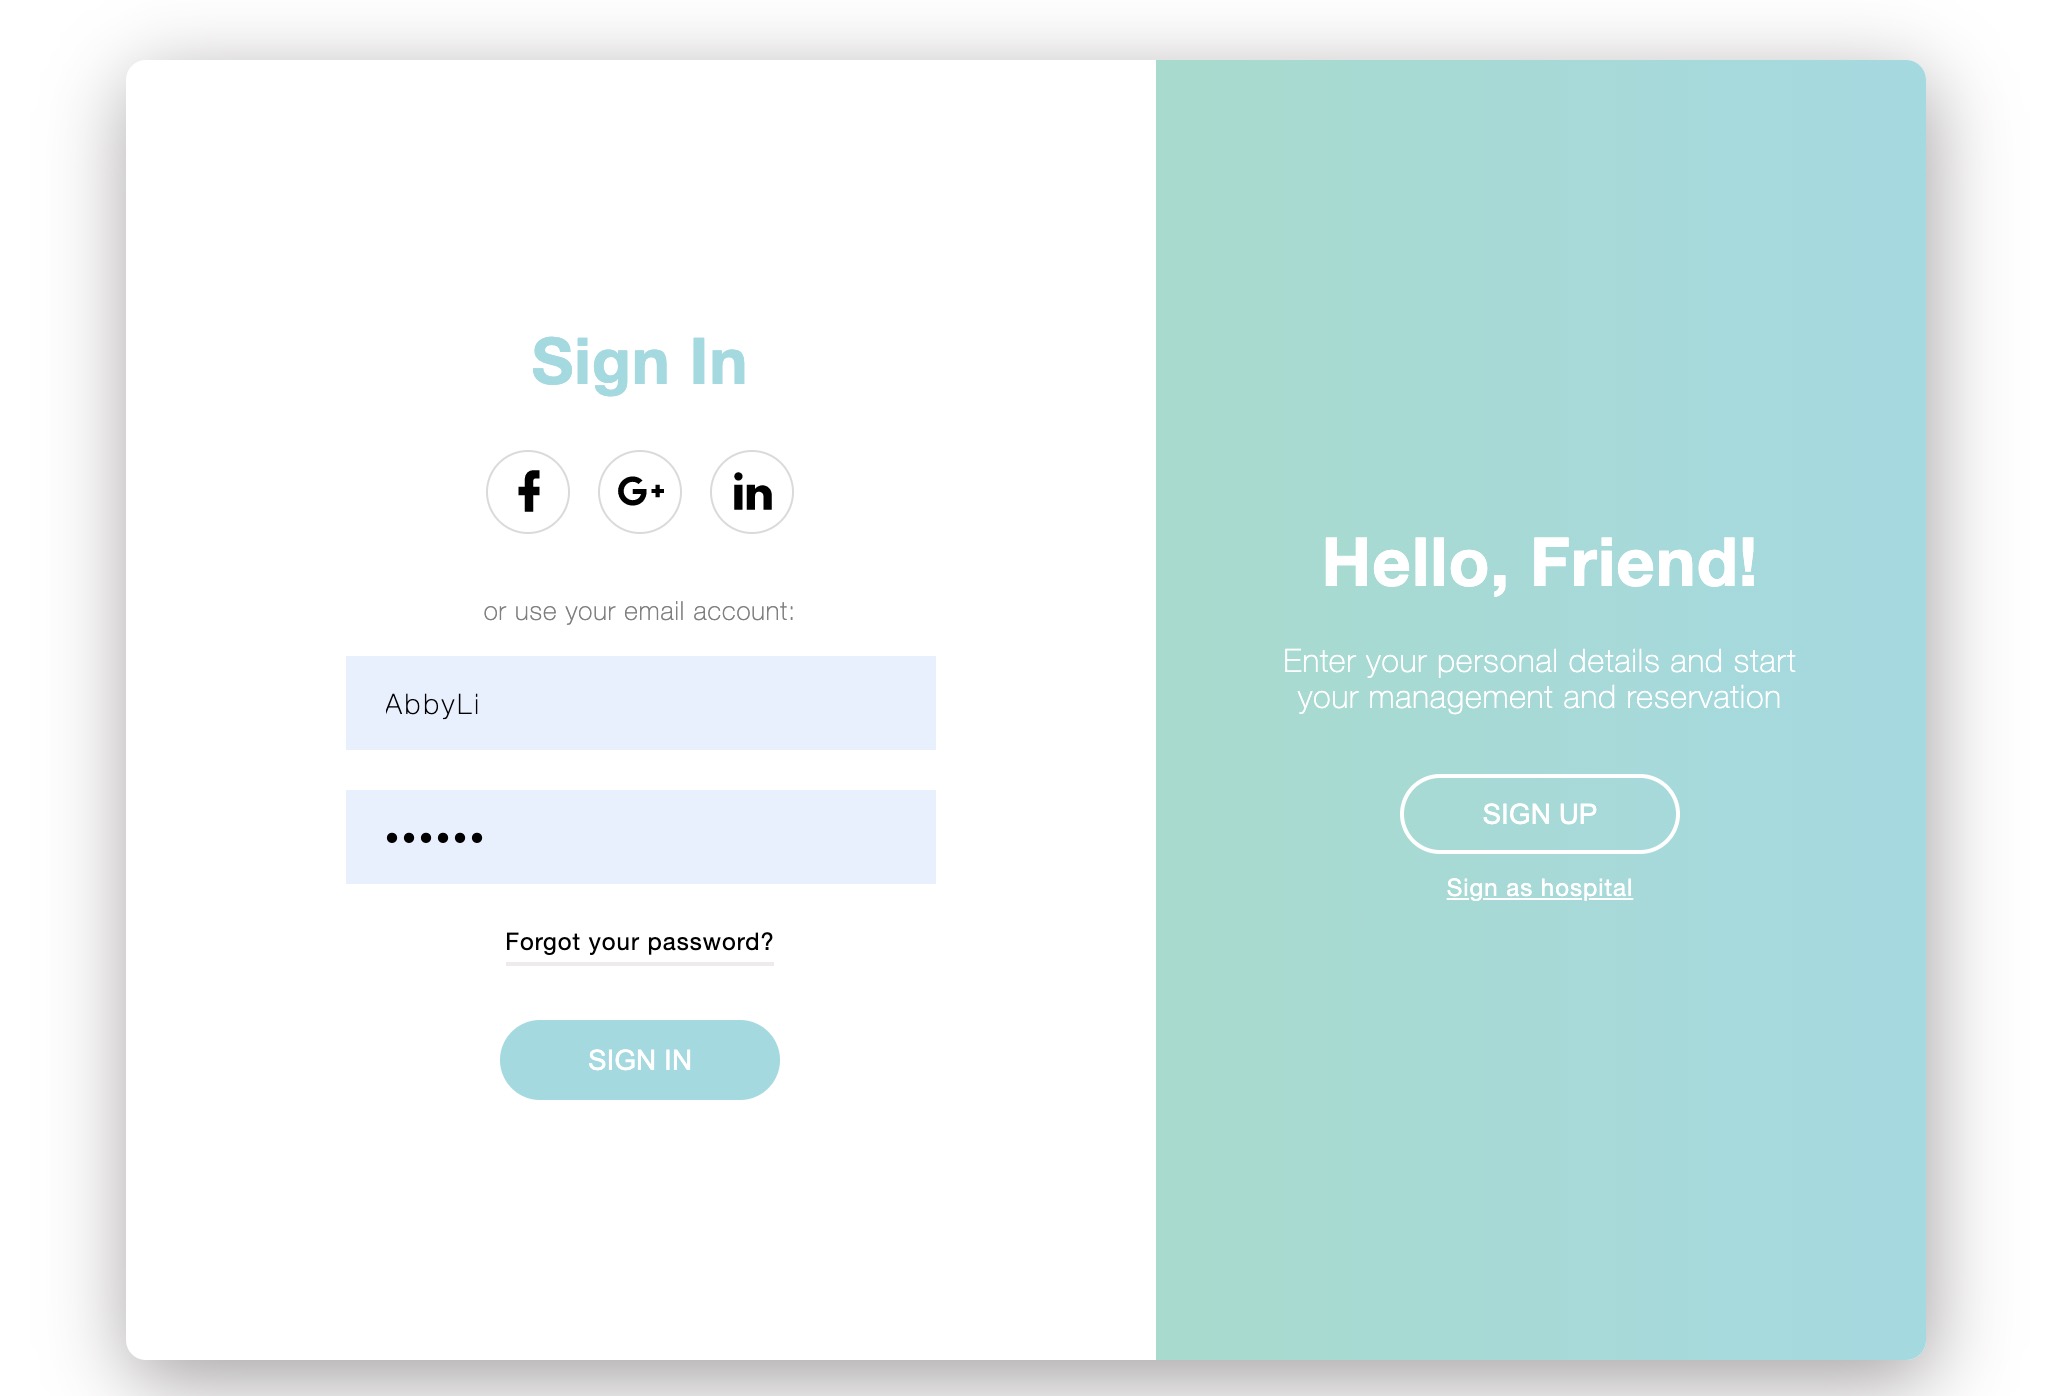 Sign In
f G+ in
or use your email account:
AbbyLi
••••••
Forgot your password?
SIGN IN
Hello, Friend!
Enter your personal details and start
your management and reservation
SIGN UP
Sign as hospital